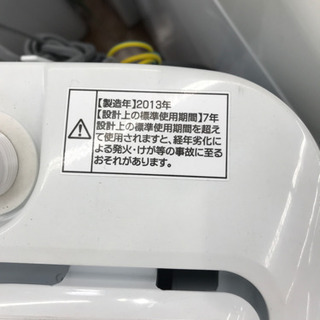 【製造年】2013年
【設計上の標準使用期間】7年
設計上の標準使用期間を超え
て使用されますと、経年劣化に
よる発火・けが等の事故に至る
おそれがあります。